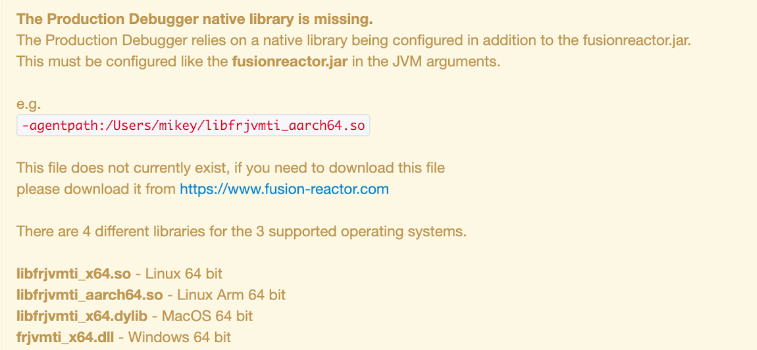 The Production Debugger native library is missing.
The Production Debugger relies on a native library being configured in addition to the fusionreactor.jar.
This must be configured like the fusionreactor.jar in the JVM arguments.
e.g.
-agentpath:/Users/mikey/libfrjvmti_aarch64.so
This file does not currently exist, if you need to download this file
please download it from https://www.fusion-reactor.com
There are 4 different libraries for the 3 supported operating systems.
libfrjvmti_x64.so - Linux 64 bit
libfrjvmti_aarch64.so - Linux Arm 64 bit
libfrjvmti_x64.dylib - MacOS 64 bit
frjvmti_x64.dll - Windows 64 bit